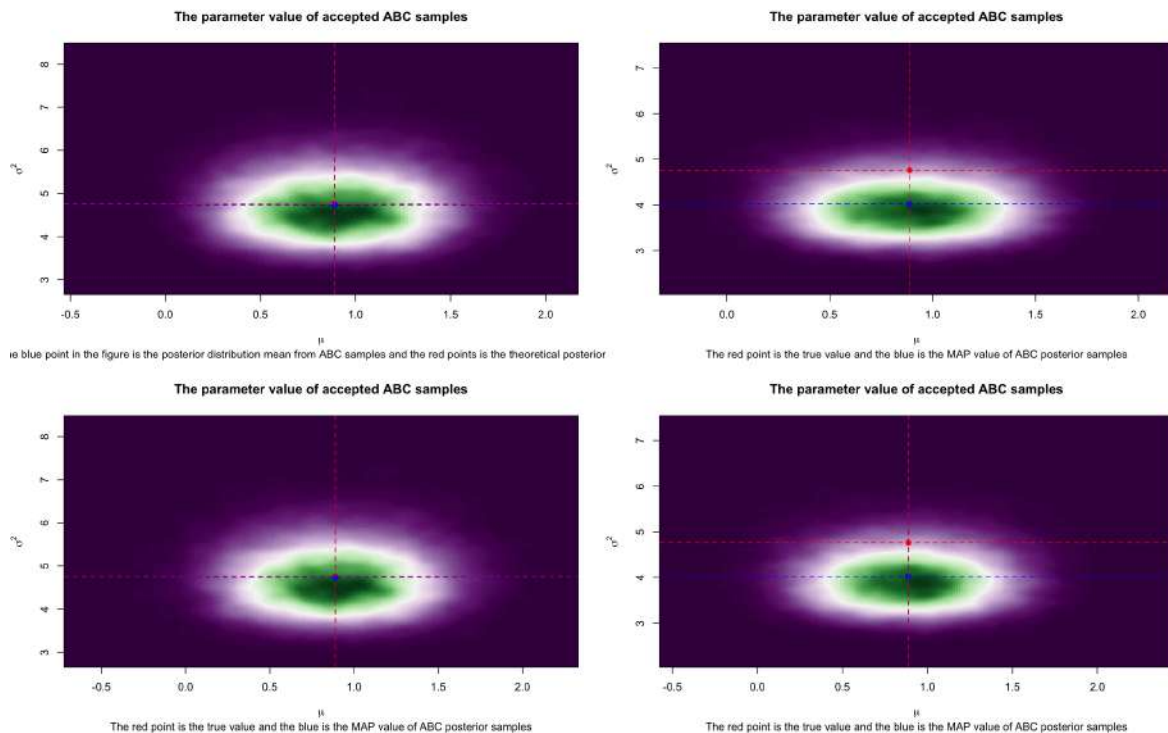 The parameter value of accepted ABC samples
8
7
6
5
4
3
σ²
-0.5
0.0
0.5
1.0
1.5
2.0
μ
e blue point in the figure is the posterior distribution mean from ABC samples and the red points is the theoretical posterior
The parameter value of accepted ABC samples
7
6
5
4
3
σ²
0.0
0.5
1.0
1.5
2.0
μ
The red point is the true value and the blue is the MAP value of ABC posterior samples
The parameter value of accepted ABC samples
8
7
6
5
4
3
σ²
-0.5
0.0
0.5
1.0
1.5
2.0
μ
The red point is the true value and the blue is the MAP value of ABC posterior samples
The parameter value of accepted ABC samples
7
6
5
4
3
2
σ²
-0.5
0.0
0.5
1.0
1.5
2.0
μ
The red point is the true value and the blue is the MAP value of ABC posterior samples